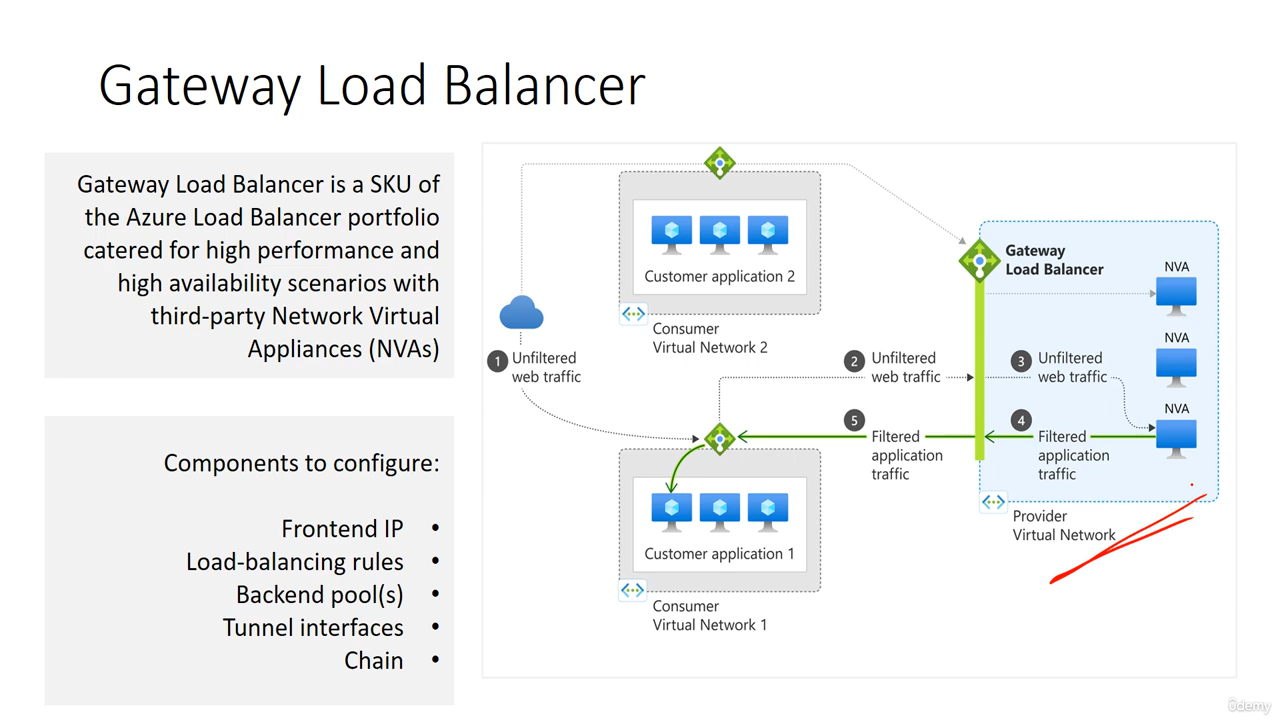 Gateway Load Balancer
Gateway Load Balancer is a SKU of
the Azure Load Balancer portfolio
catered for high performance and
high availability scenarios with
third-party Network Virtual
Appliances (NVAs)
Components to configure:
Frontend IP •
Load-balancing rules •
Backend pool(s) •
Tunnel interfaces •
Chain •
Customer application 2
Consumer
Virtual Network 2
1 Unfiltered
web traffic
2 Unfiltered
web traffic
3 Unfiltered
web traffic
4 Filtered
application
traffic
5 Filtered
application
traffic
Gateway
Load Balancer
NVA
NVA
NVA
Provider
Virtual Network
Customer application 1
Consumer
Virtual Network 1
ûdemy